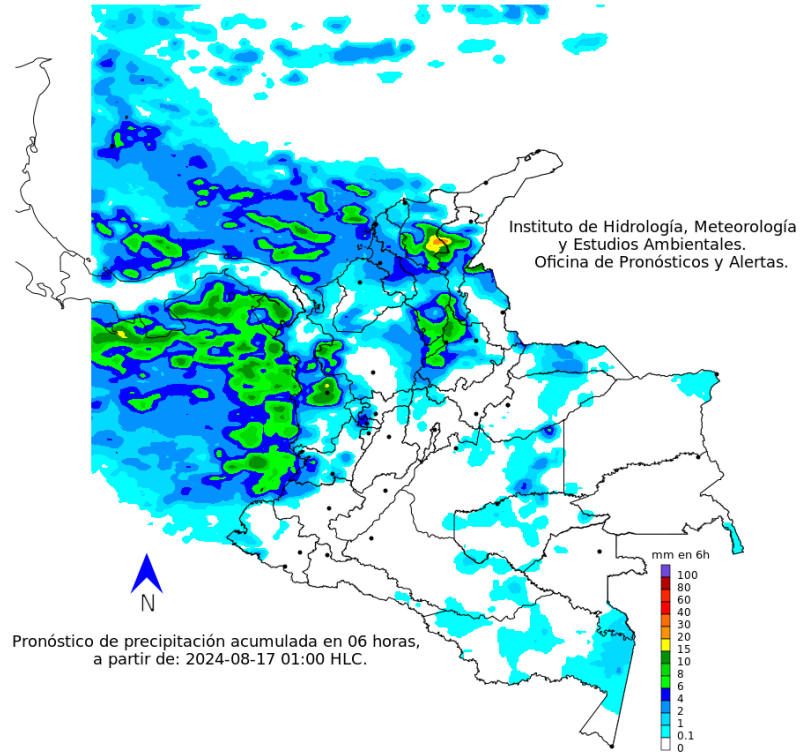 Instituto de Hidrología, Meteorología
y Estudios Ambientales.
Oficina de Pronósticos y Alertas.
mm en 6h
100
80
60
40
30
20
15
10
8
6
4
2
1
0.1
0
N
Pronóstico de precipitación acumulada en 06 horas,
a partir de: 2024-08-17 01:00 HLC.